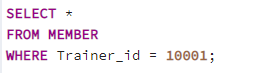 SELECT *
FROM MEMBER
WHERE Trainer_id = 10001;